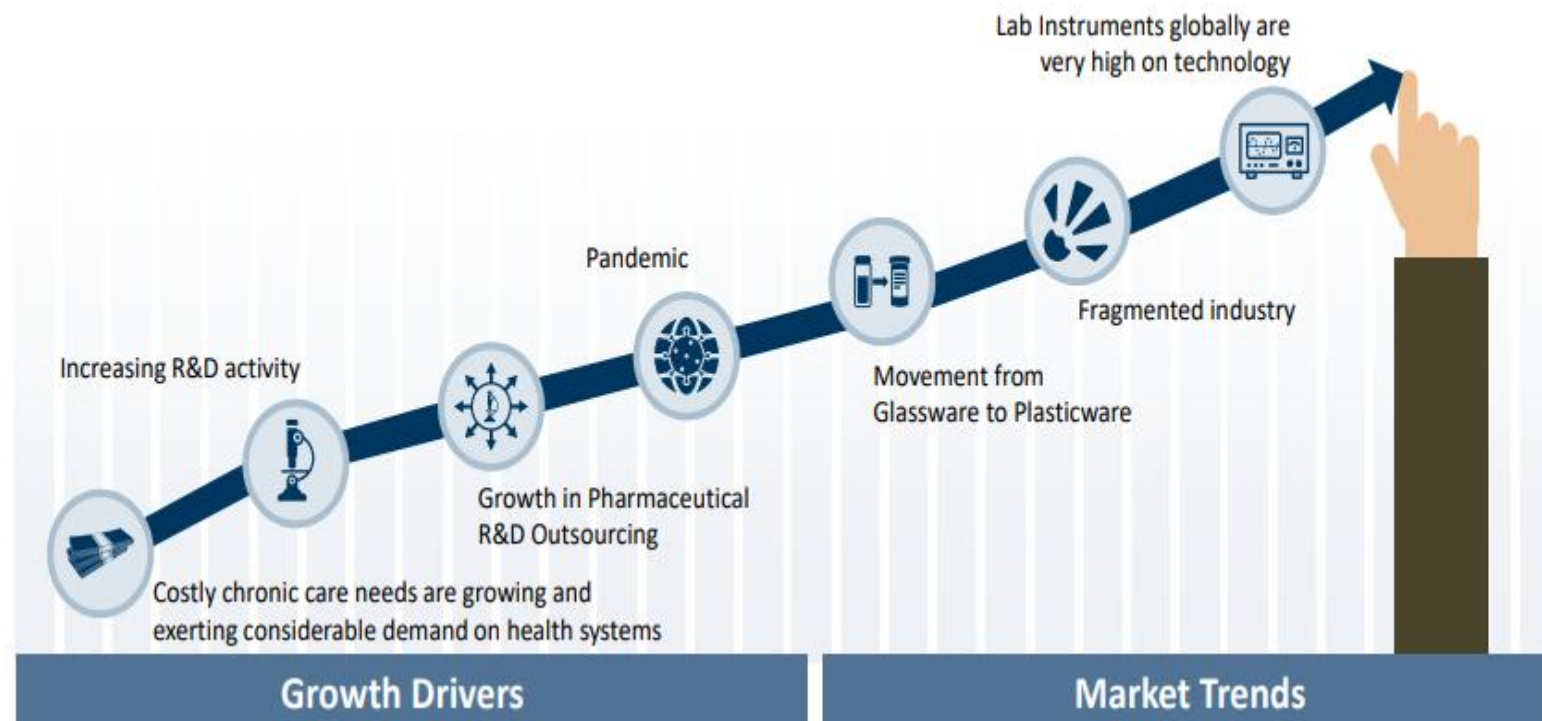 Lab Instruments globally are
very high on technology
Pandemic
Fragmented industry
Increasing R&D activity
Movement from
Glassware to Plasticware
Growth in Pharmaceutical
R&D Outsourcing
Costly chronic care needs are growing and
exerting considerable demand on health systems
Growth Drivers
Market Trends